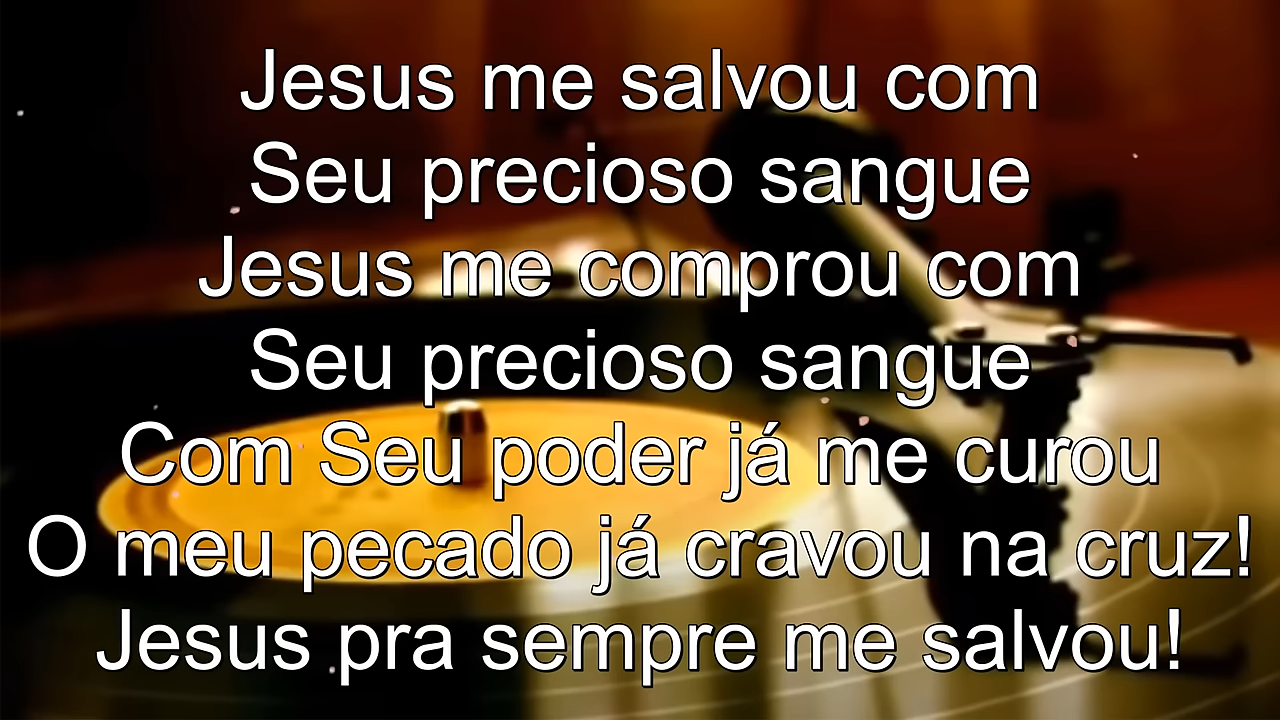 Jesus me salvou com
Seu precioso sangue
Jesus me comprou com
Seu precioso sangue
Com Seu poder já me curou
O meu pecado já cravou na cruz!
Jesus pra sempre me salvou!